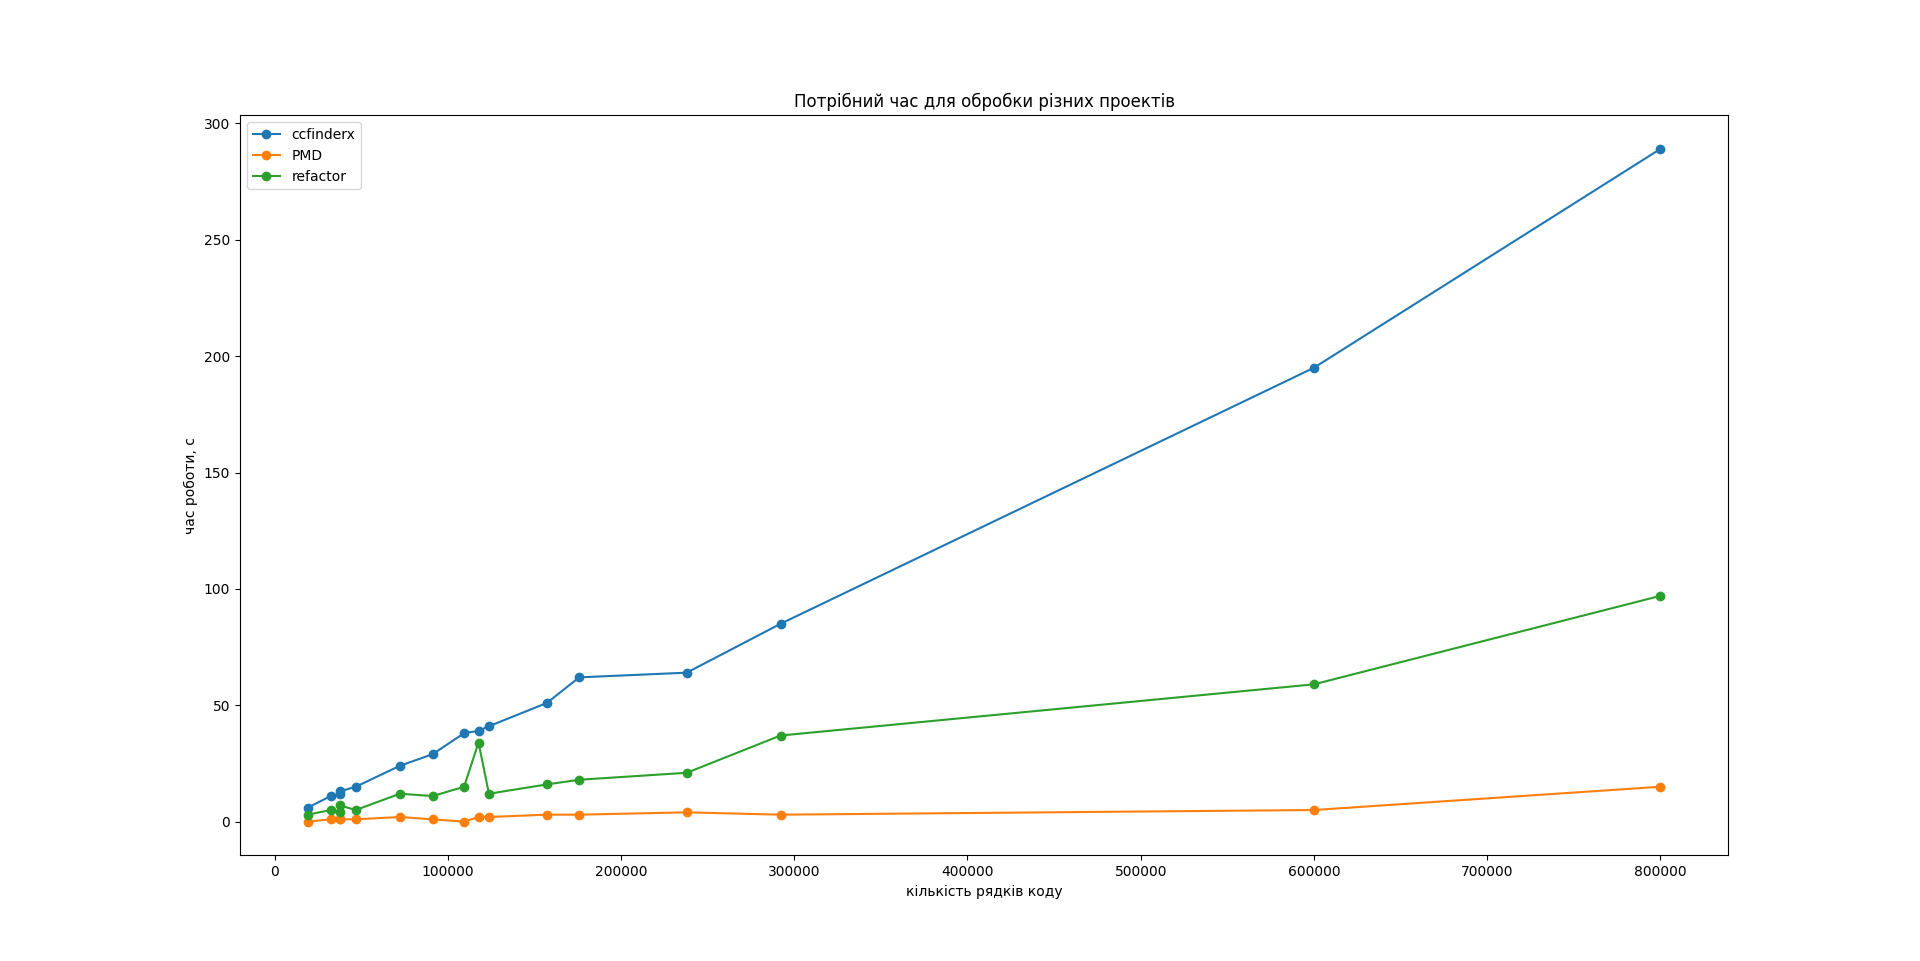 Потрібний час для обробки різних проектів
ccfinderx
PMD
refactor
300
250
200
150
100
50
0
час роботи, с
0 100000 200000 300000 400000 500000 600000 700000 800000
кількість рядків коду